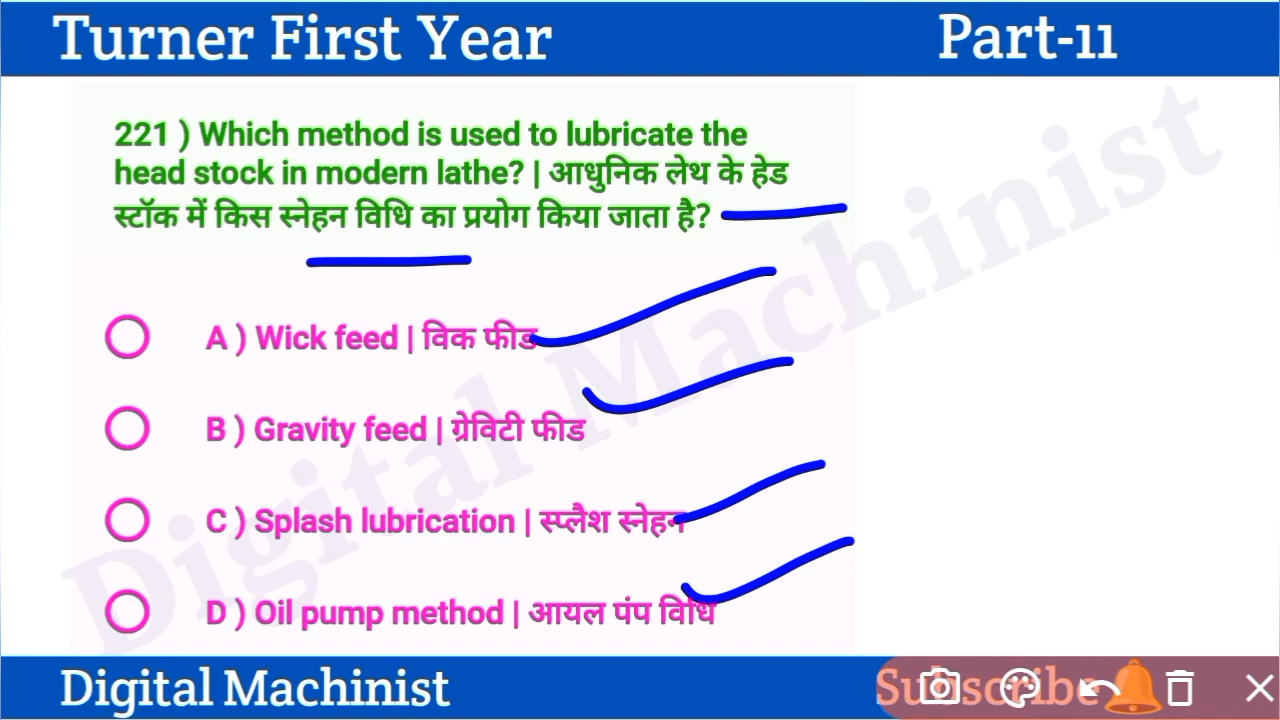 Turner First Year
Part-11
221 ) Which method is used to lubricate the
head stock in modern lathe? | आधुनिक लेथ के हेड
स्टॉक में किस स्नेहन विधि का प्रयोग किया जाता है?
A ) Wick feed | विक फीड
B ) Gravity feed | ग्रेविटी फीड
C ) Splash lubrication | स्प्लैश स्नेहन
D ) Oil pump method | आयल पंप विधि
Digital Machinist
Digital Machinist
Subscribe